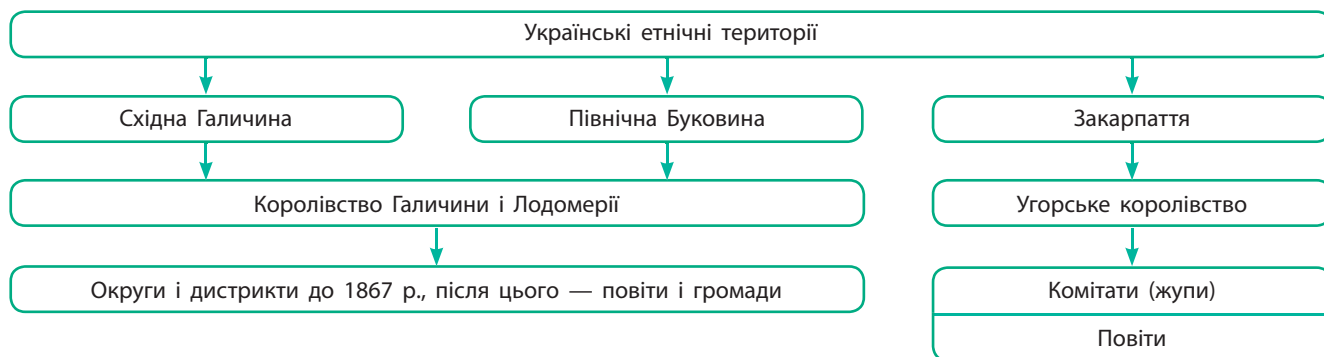 Українські етнічні території
Східна Галичина
Північна Буковина
Закарпаття
Королівство Галичини і Лодомерії
Угорське королівство
Округи і дистрикти до 1867 р., після цього — повіти і громади
Комітати (жупи)
Повіти